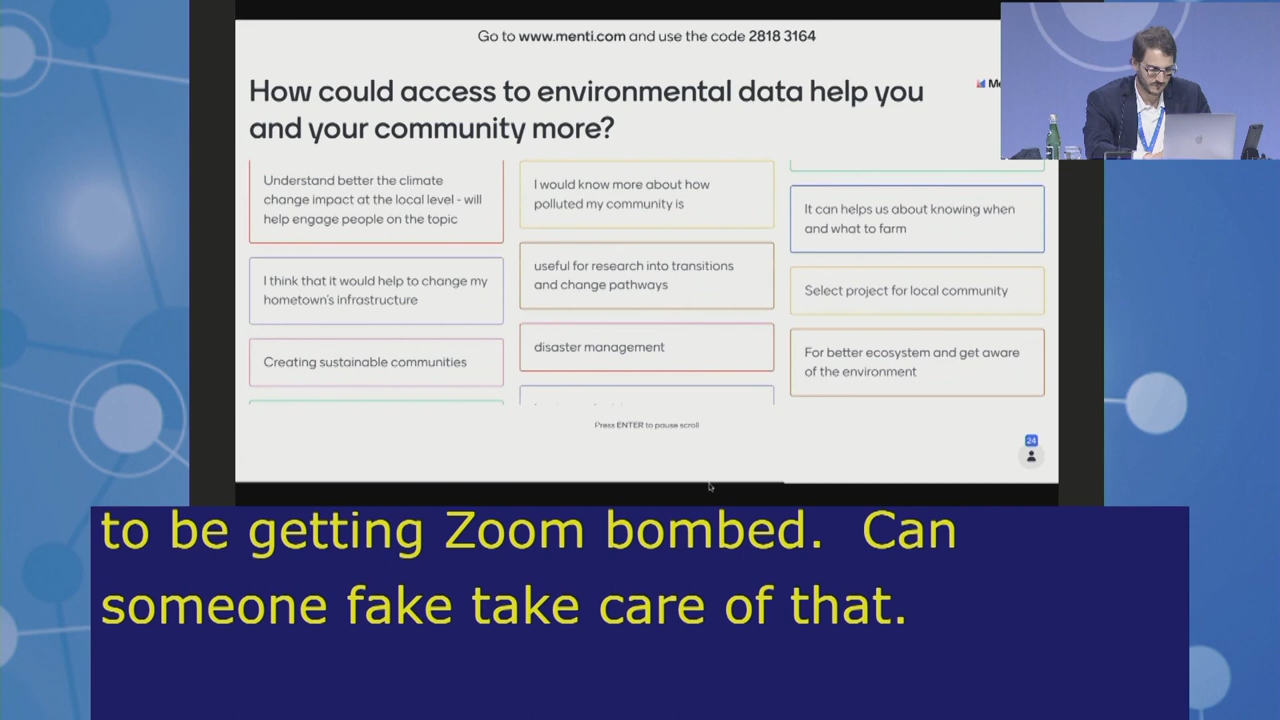 Go to www.menti.com and use the code 2818 3164
How could access to environmental data help you
and your community more?
Understand better the climate
change impact at the local level - will
help engage people on the topic
I think that it would help to change my
hometown's infrastructure
Creating sustainable communities
I would know more about how
polluted my community is
useful for research into transitions
and change pathways
disaster management
It can helps us about knowing when
and what to farm
Select project for local community
For better ecosystem and get aware
of the environment
Press ENTER to pause scroll
24
to be getting Zoom bombed. Can
someone fake take care of that.